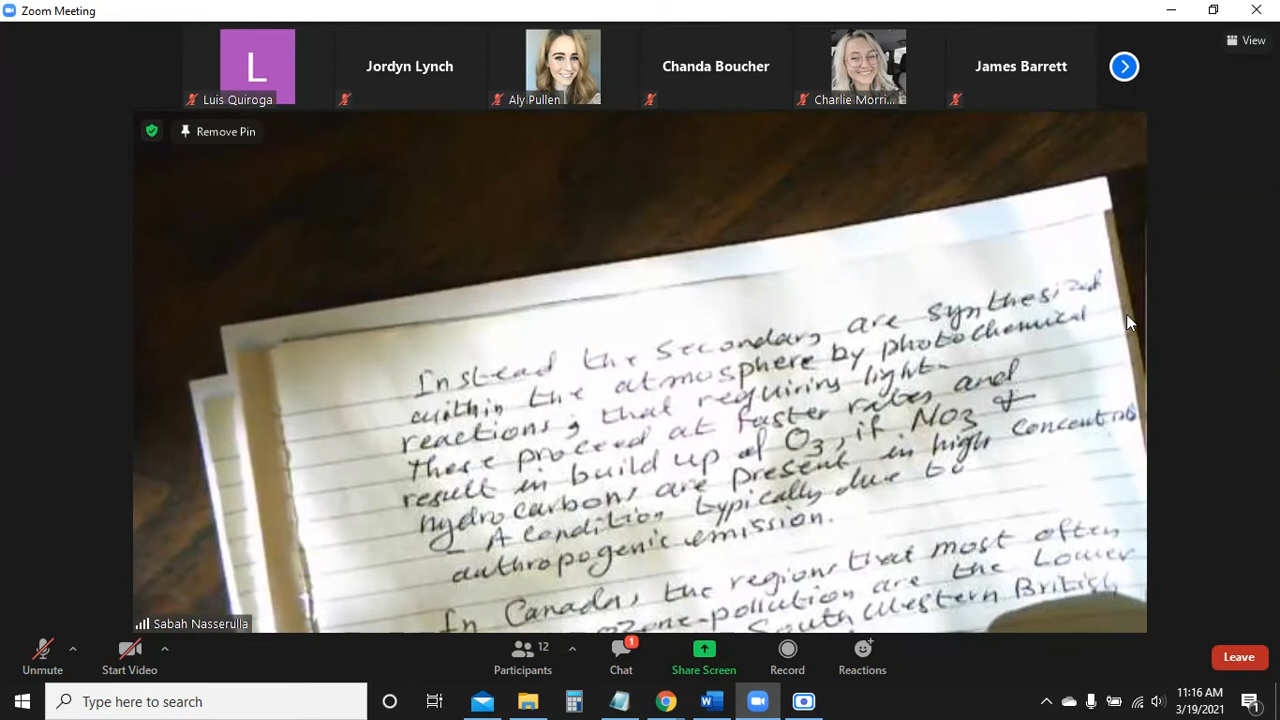 Zoom Meeting
View
L
Jordyn Lynch
Chanda Boucher
James Barrett
Luis Quiroga
Aly Pullen
Charlie Morri...
Remove Pin
Instead the Secondary are synthesized
within the atmosphere by photochemical
reactions, that requiring light.
These proceed at faster rates and
result in build up of O3, if NO3 &
hydrocarbons are present in high
concentrati
- A condition typically due to
anthropogenic emission.
In Canada, the regions that most often
ozone-pollution are the Lower
South Western British
Sabah Nasserulla
Unmute
Start Video
Participants
12
Chat
1
Share Screen
Record
Reactions
Leave
Type here to search
11:16 AM
3/19/2021
1